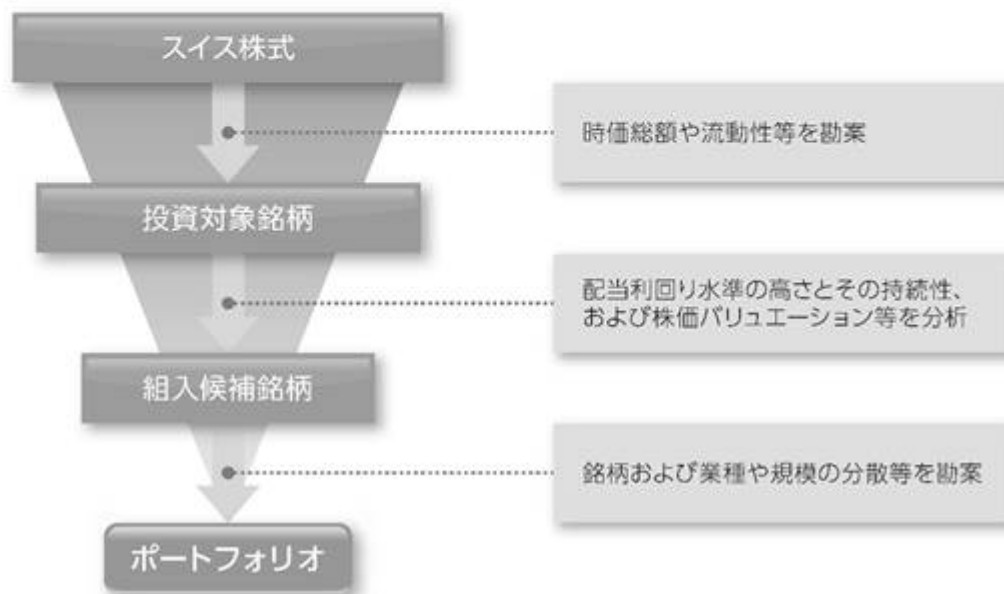 スイス株式
時価総額や流動性等を勘案
投資対象銘柄
配当利回り水準の高さとその持続性、
および株価バリュエーション等を分析
組入候補銘柄
銘柄および業種や規模の分散等を勘案
ポートフォリオ